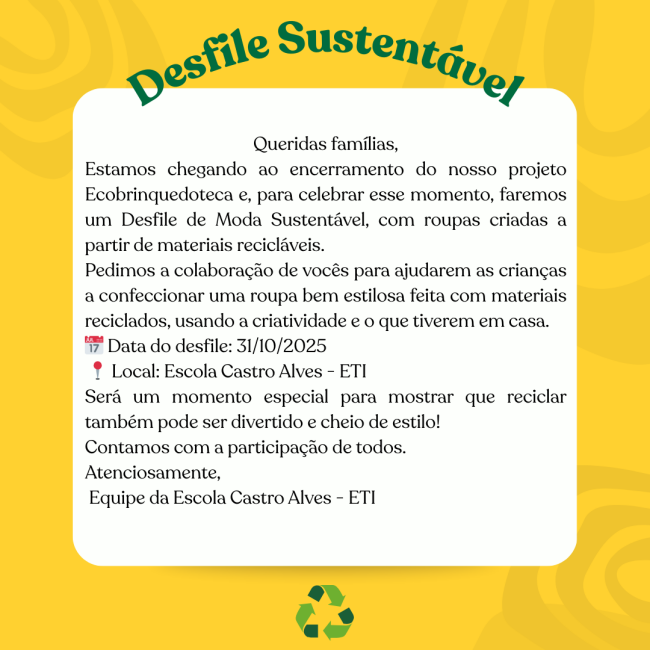 Desfile Sustentável
Queridas famílias,
Estamos chegando ao encerramento do nosso projeto
Ecobrinquedoteca e, para celebrar esse momento, faremos
um Desfile de Moda Sustentável, com roupas criadas a
partir de materiais recicláveis.
Pedimos a colaboração de vocês para ajudarem as crianças
a confeccionar uma roupa bem estilosa feita com materiais
reciclados, usando a criatividade e o que tiverem em casa.
📅 Data do desfile: 31/10/2025
📍 Local: Escola Castro Alves - ETI
Será um momento especial para mostrar que reciclar
também pode ser divertido e cheio de estilo!
Contamos com a participação de todos.
Atenciosamente,
Equipe da Escola Castro Alves - ETI